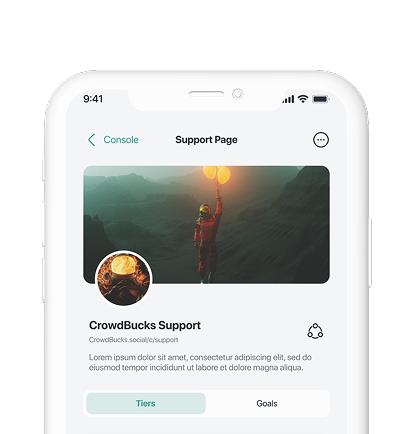 9:41
Console
Support Page
CrowdBucks Support
CrowdBucks.social/c/support
Lorem ipsum dolor sit amet, consectetur adipiscing elit, sed do
eiusmod tempor incididunt ut labore et dolore magna aliqua.
Tiers
Goals